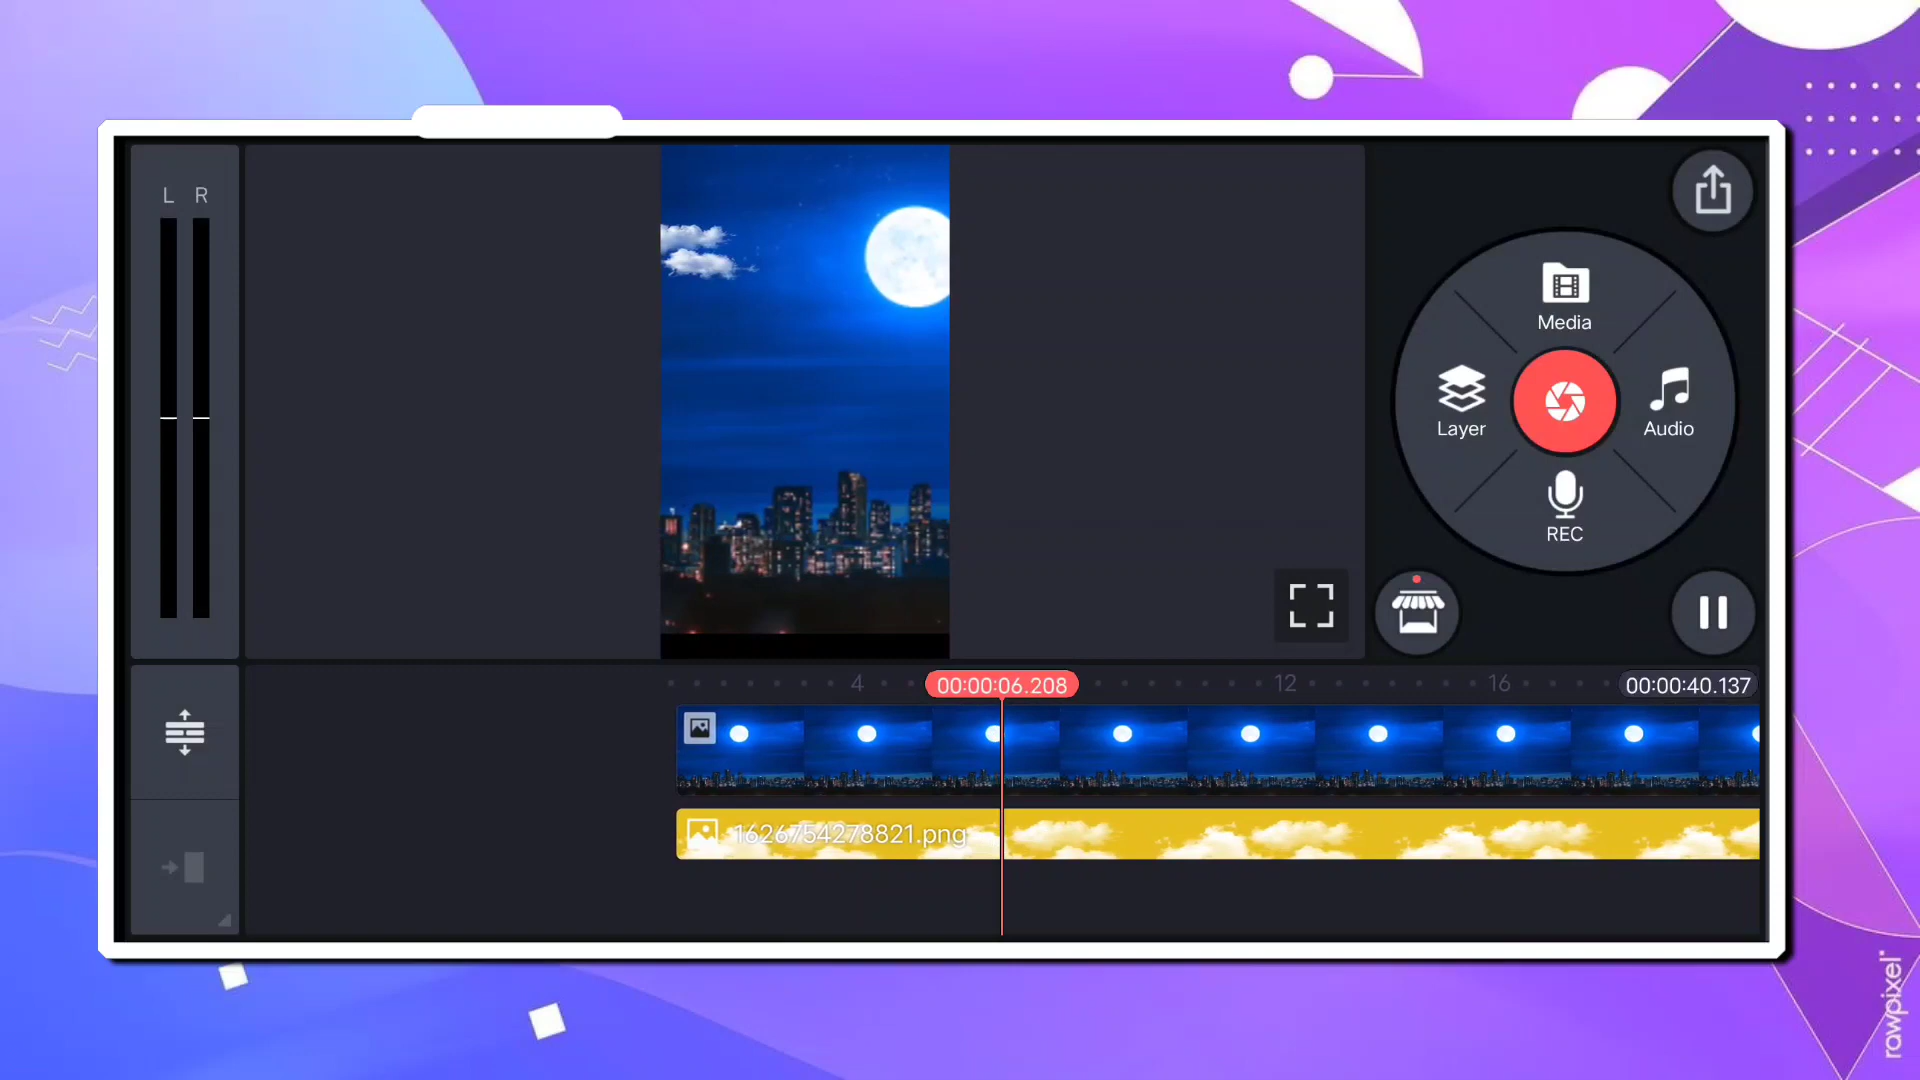 L R
Media
Layer
Audio
REC
4
00:00:06.208
12
16
00:00:40.137
1626754278821.png
rawpixel